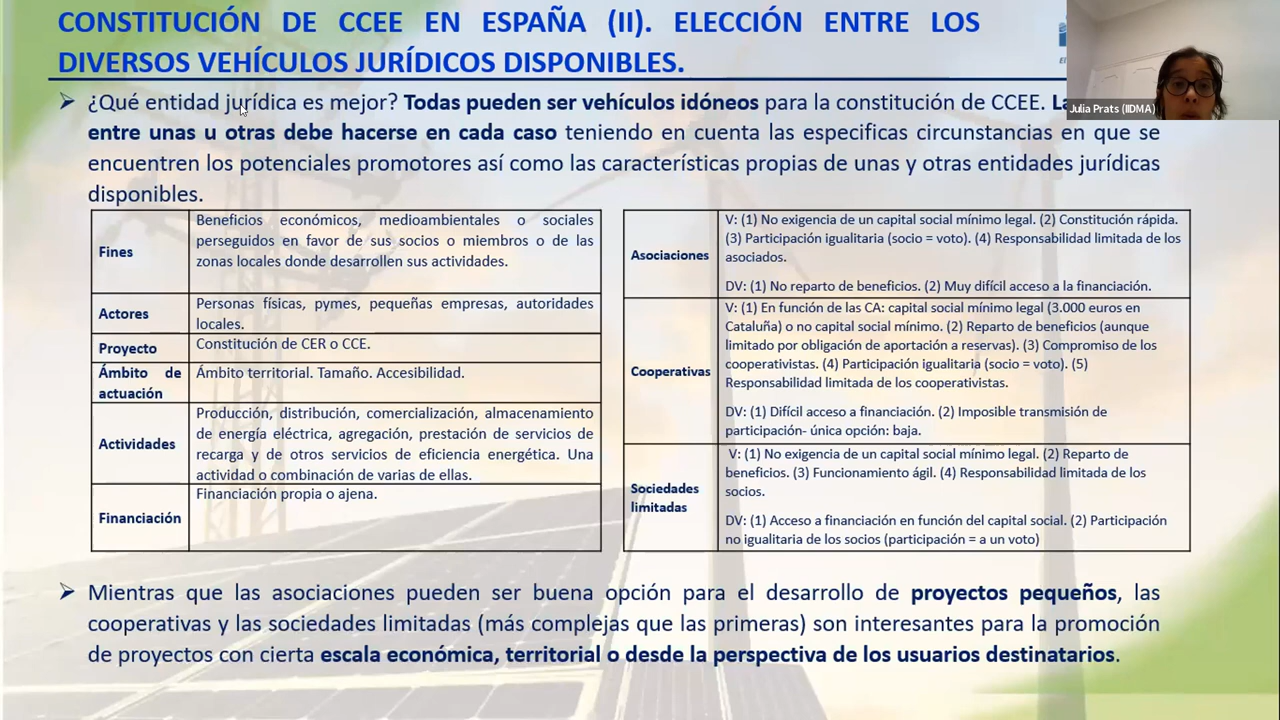 CONSTITUCIÓN DE CCEE EN ESPAÑA (II). ELECCIÓN ENTRE LOS
DIVERSOS VEHÍCULOS JURÍDICOS DISPONIBLES.
Julia Prats (IIDMA)
➢ ¿Qué entidad jurídica es mejor? Todas pueden ser vehículos idóneos para la constitución de CCEE.
entre unas u otras debe hacerse en cada caso teniendo en cuenta las especificas circunstancias en que se
encuentren los potenciales promotores así como las características propias de unas y otras entidades jurídicas
disponibles.
Fines
Beneficios económicos, medioambientales o sociales
perseguidos en favor de sus socios o miembros o de las
zonas locales donde desarrollen sus actividades.
Actores
Personas físicas, pymes, pequeñas empresas, autoridades
locales.
Proyecto
Constitución de CER o CCE.
Ámbito de
actuación
Ámbito territorial. Tamaño. Accesibilidad.
Actividades
Producción, distribución, comercialización, almacenamiento
de energía eléctrica, agregación, prestación de servicios de
recarga y de otros servicios de eficiencia energética. Una
actividad o combinación de varias de ellas.
Financiación
Financiación propia o ajena.
Asociaciones
V: (1) No exigencia de un capital social mínimo legal. (2) Constitución rápida.
(3) Participación igualitaria (socio = voto). (4) Responsabilidad limitada de los
asociados.
DV: (1) No reparto de beneficios. (2) Muy difícil acceso a la financiación.
Cooperativas
V: (1) En función de las CA: capital social mínimo legal (3.000 euros en
Cataluña) o no capital social mínimo. (2) Reparto de beneficios (aunque
limitado por obligación de aportación a reservas). (3) Compromiso de los
cooperativistas. (4) Participación igualitaria (socio = voto). (5)
Responsabilidad limitada de los cooperativistas.
DV: (1) Difícil acceso a financiación. (2) Imposible transmisión de
participación- única opción: baja.
Sociedades
limitadas
V: (1) No exigencia de un capital social mínimo legal. (2) Reparto de
beneficios. (3) Funcionamiento ágil. (4) Responsabilidad limitada de los
socios.
DV: (1) Acceso a financiación en función del capital social. (2) Participación
no igualitaria de los socios (participación = a un voto)
➢ Mientras que las asociaciones pueden ser buena opción para el desarrollo de proyectos pequeños, las
cooperativas y las sociedades limitadas (más complejas que las primeras) son interesantes para la promoción
de proyectos con cierta escala económica, territorial o desde la perspectiva de los usuarios destinatarios.